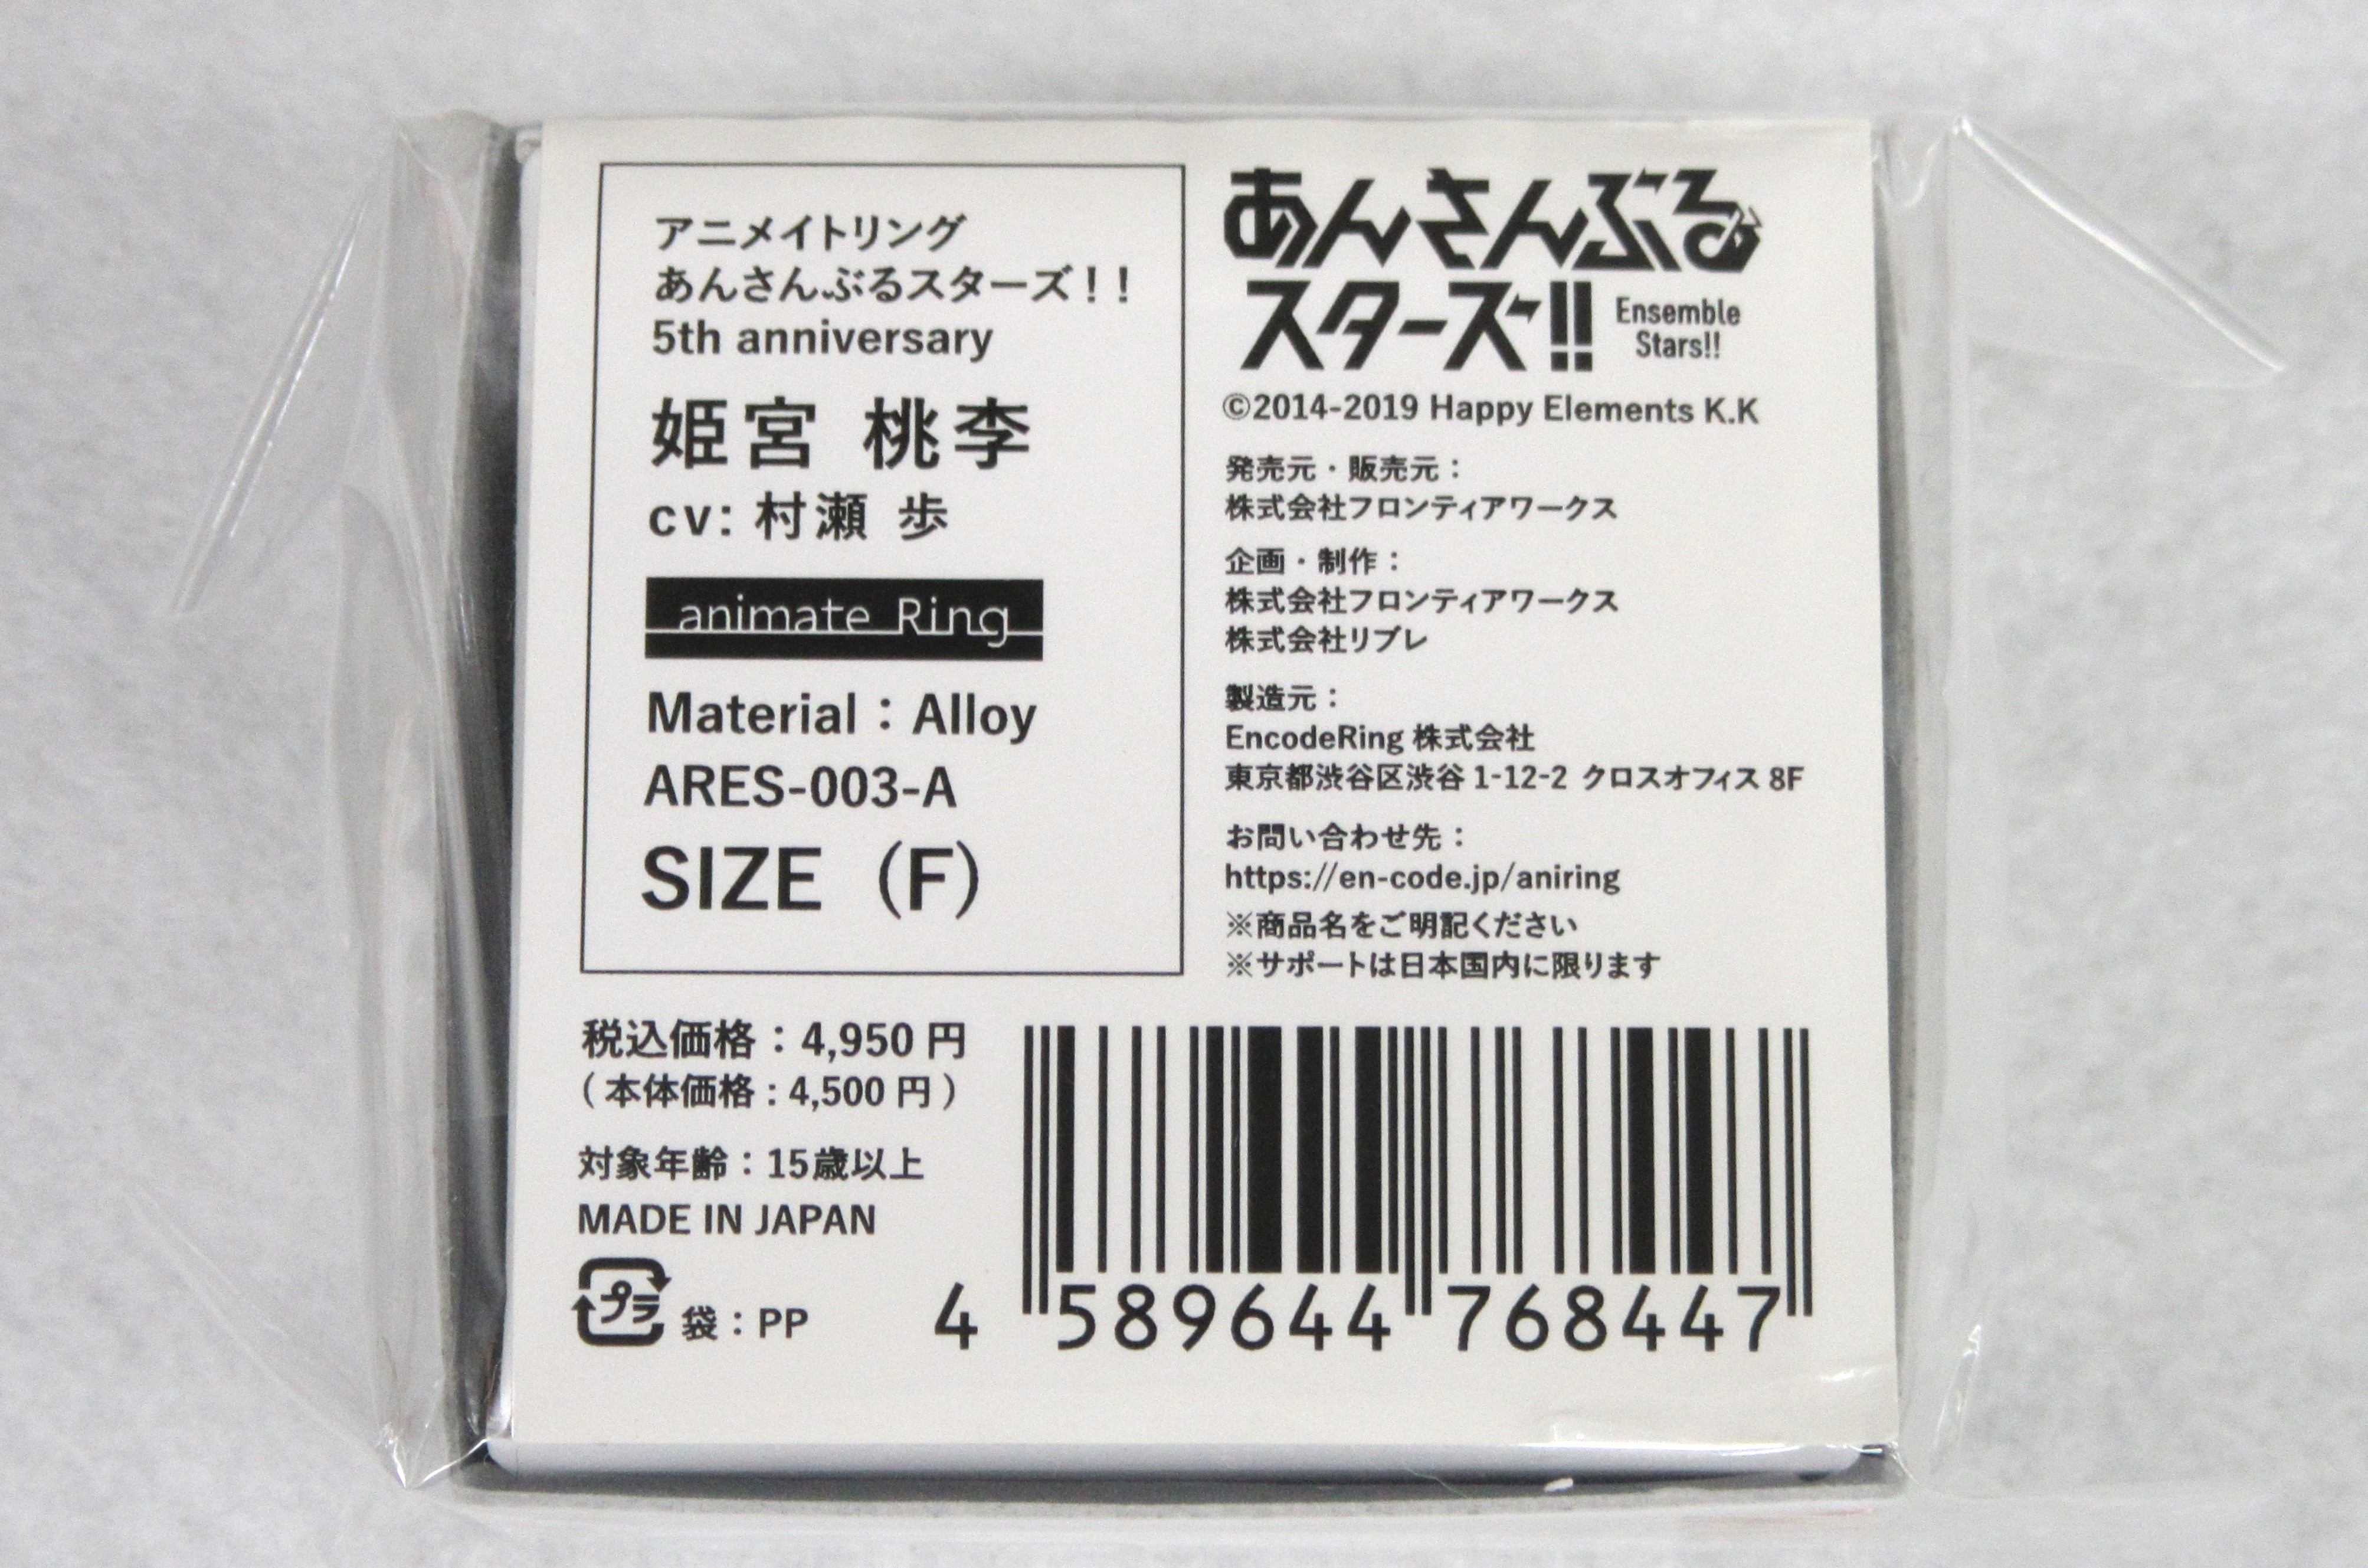 アニメイトリング
あんさんぶるスターズ！！
5th anniversary
姫宮 桃李
cv: 村瀬 歩
animate Ring
Material：Alloy
ARES-003-A
SIZE（F）
あんさんぶる
スターズ!!
Ensemble
Stars!!
©2014-2019 Happy Elements K.K
発売元・販売元：
株式会社フロンティアワークス
企画・制作：
株式会社フロンティアワークス
株式会社リブレ
製造元：
EncodeRing 株式会社
東京都渋谷区渋谷 1-12-2 クロスオフィス 8F
お問い合わせ先：
https://en-code.jp/aniring
※商品名をご明記ください
※サポートは日本国内に限ります
税込価格：4,950 円
（本体価格：4,500 円）
対象年齢：15歳以上
MADE IN JAPAN
プラ 袋：PP
4 589644 768447